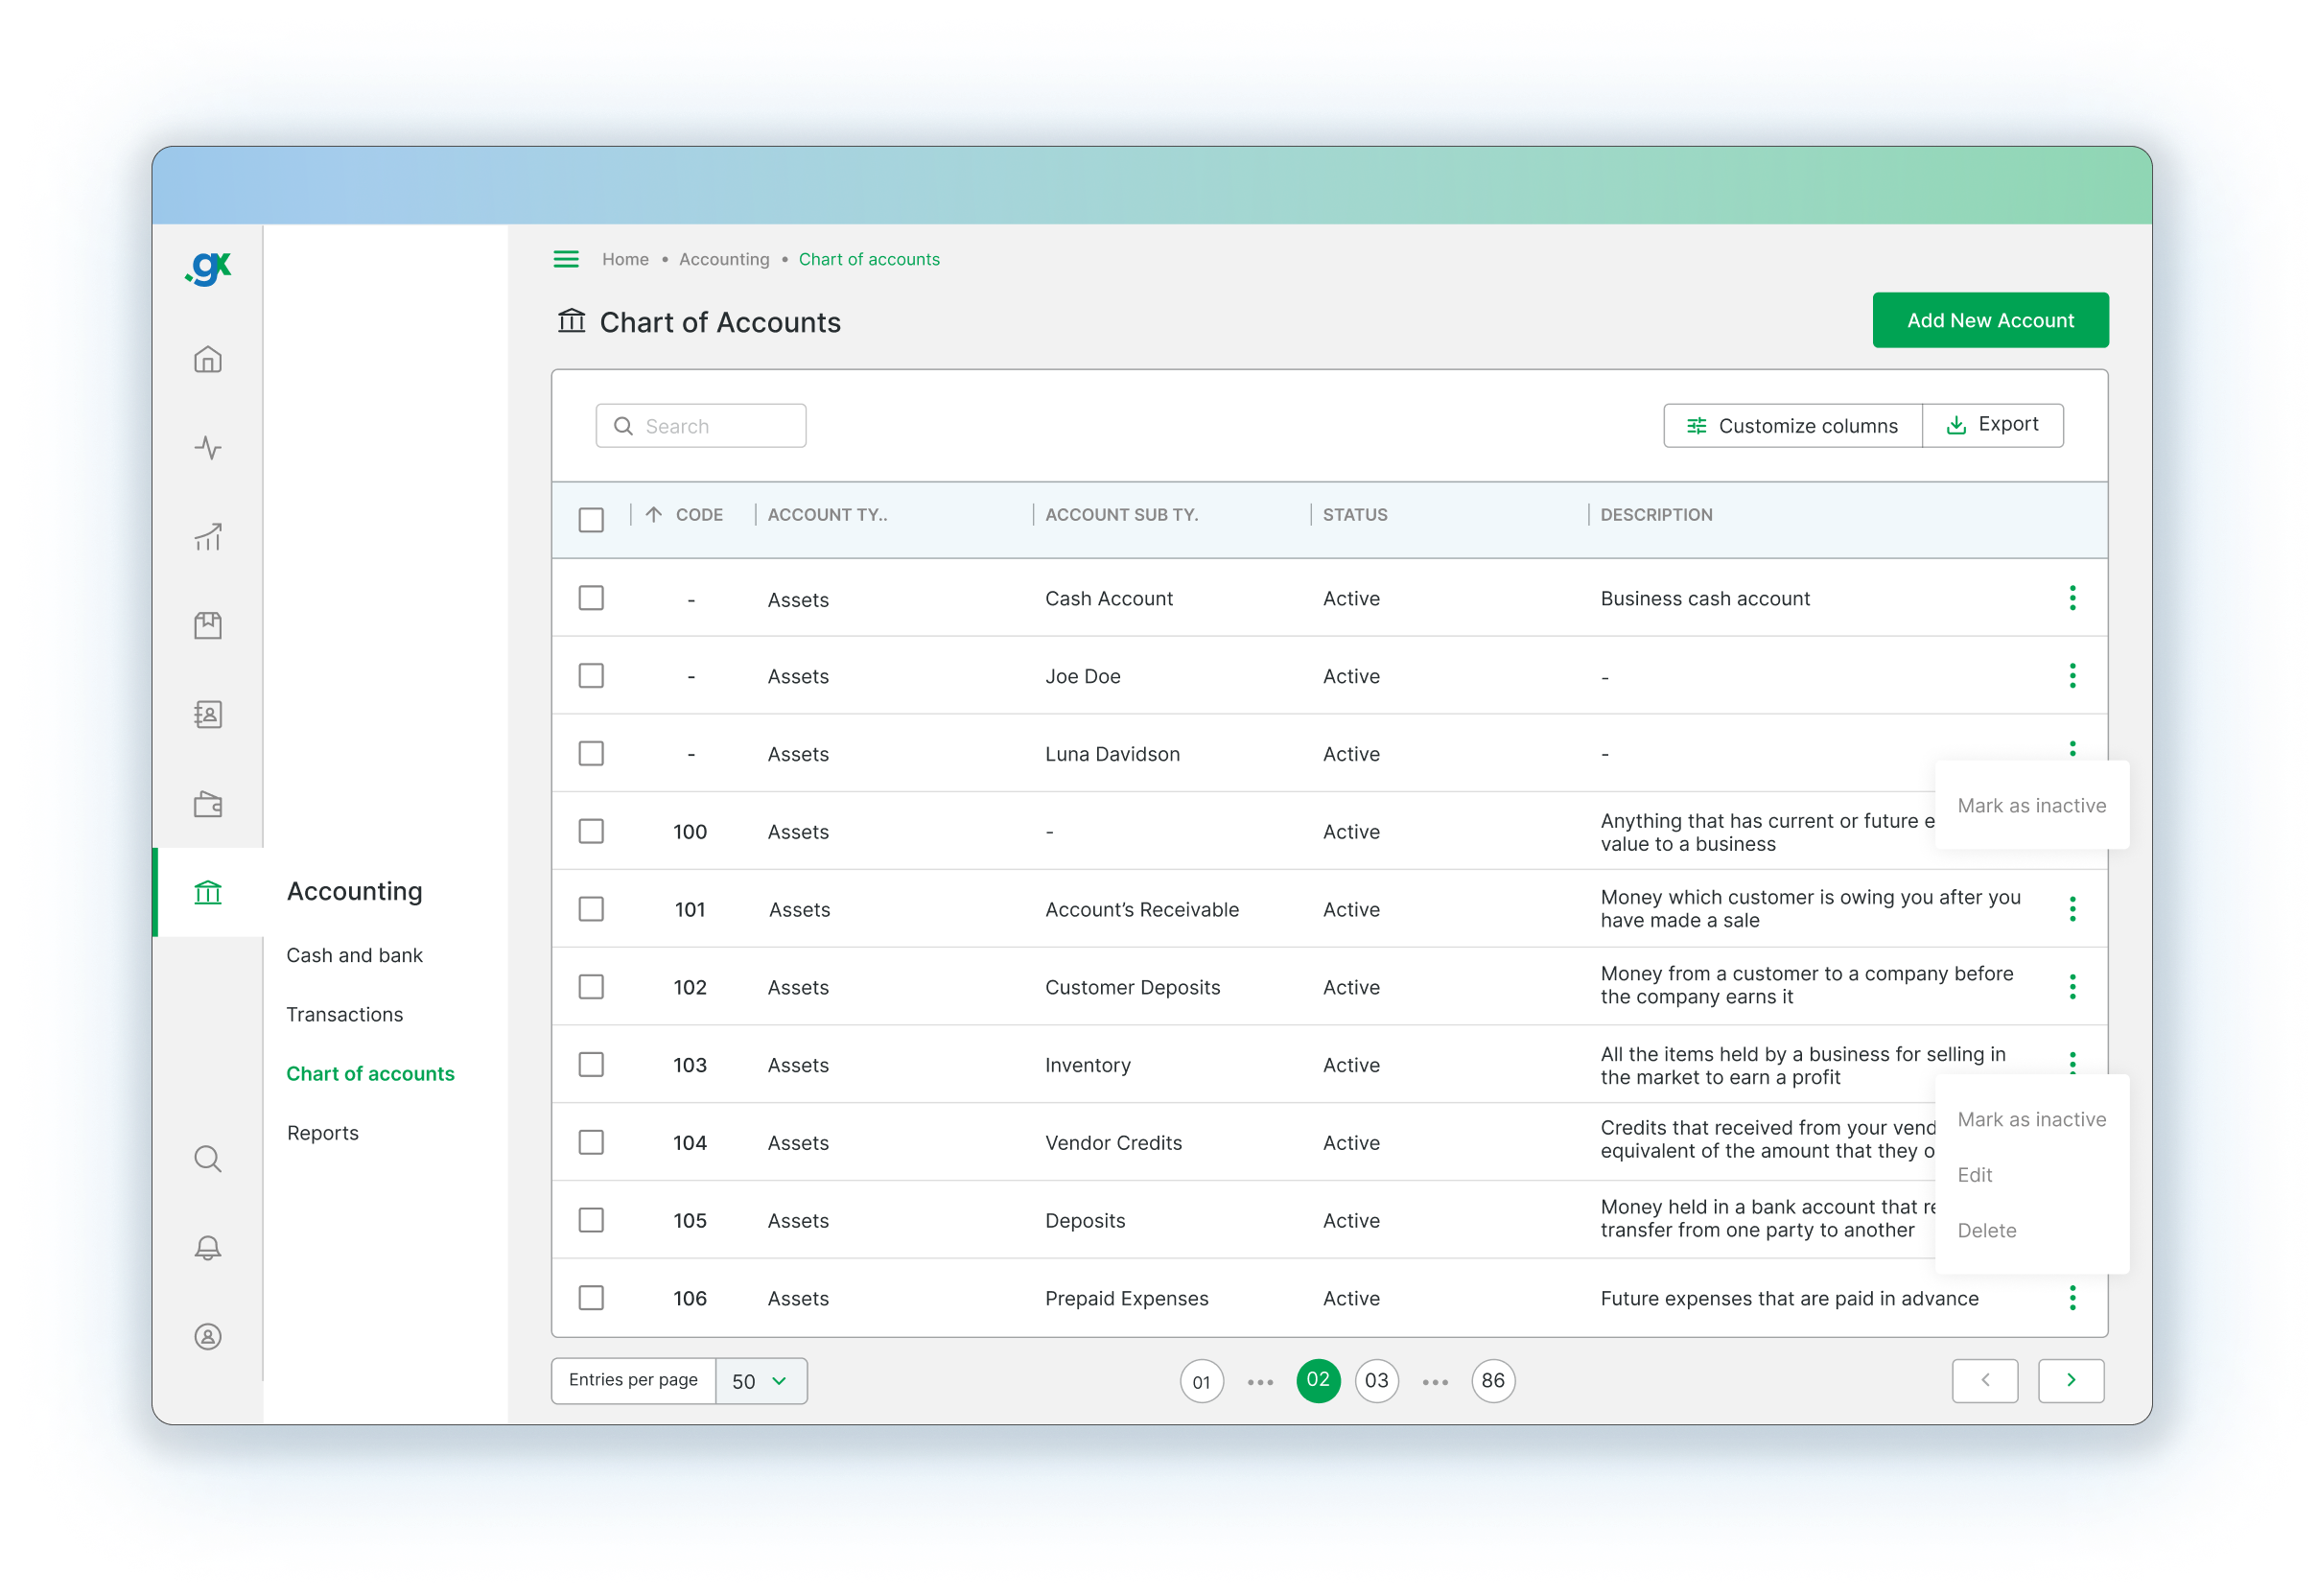 .gx
Home • Accounting • Chart of accounts
Chart of Accounts
Add New Account
Search
Customize columns
Export
CODE
ACCOUNT TY..
ACCOUNT SUB TY.
STATUS
DESCRIPTION
- Assets Cash Account Active Business cash account
- Assets Joe Doe Active -
- Assets Luna Davidson Active -
Mark as inactive
100 Assets - Active
Anything that has current or future e
value to a business
101 Assets Account’s Receivable Active
Money which customer is owing you after you
have made a sale
102 Assets Customer Deposits Active
Money from a customer to a company before
the company earns it
103 Assets Inventory Active
All the items held by a business for selling in
the market to earn a profit
Mark as inactive
Edit
Delete
104 Assets Vendor Credits Active
Credits that received from your vend
equivalent of the amount that they o
105 Assets Deposits Active
Money held in a bank account that re
transfer from one party to another
106 Assets Prepaid Expenses Active Future expenses that are paid in advance
Accounting
Cash and bank
Transactions
Chart of accounts
Reports
Entries per page 50
01 ••• 02 03 ••• 86